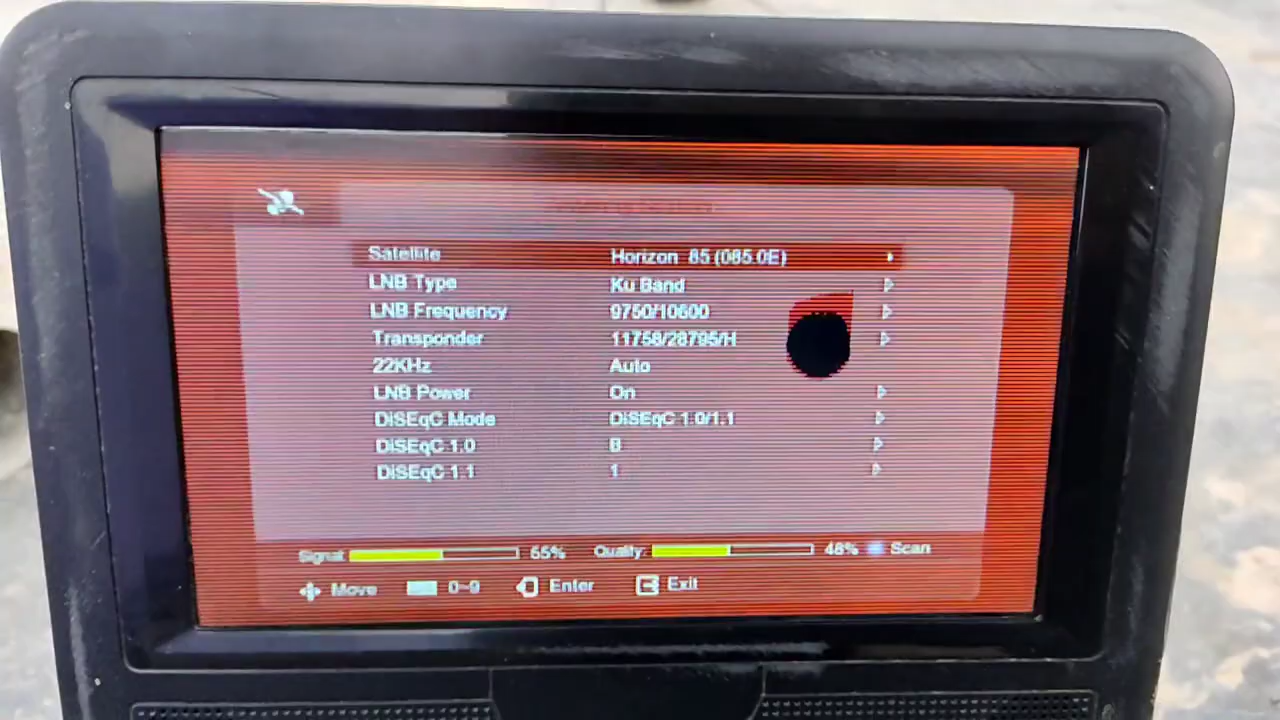 Satellite Horizon 85 (085.0E)
LNB Type Ku Band
LNB Frequency 9750/10600
Transponder 11758/28795/H
22KHz Auto
LNB Power On
DiSEqC Mode DiSEqC 1.0/1.1
DiSEqC 1.0 B
DiSEqC 1.1 1
Signal 55% Quality 46% Scan
Move 0~9 Enter Exit